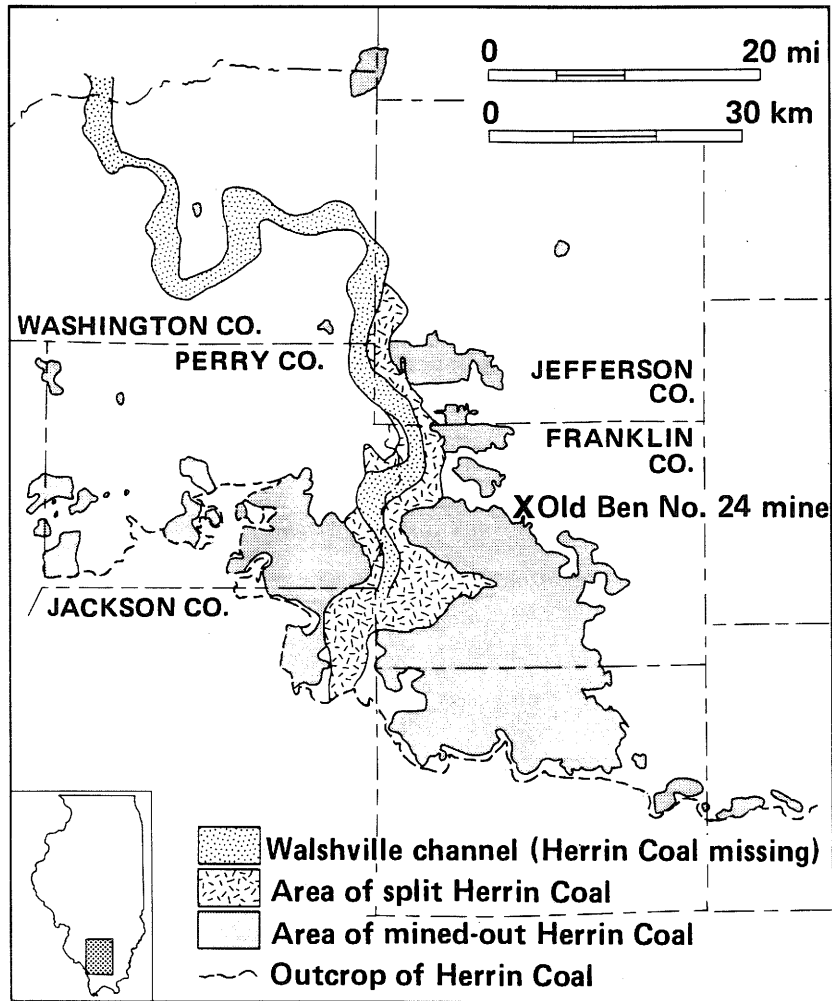 0 20 mi
0 30 km
WASHINGTON CO.
PERRY CO.
JEFFERSON
CO.
FRANKLIN
CO.
XOld Ben No. 24 mine
JACKSON CO.
Walshville channel (Herrin Coal missing)
Area of split Herrin Coal
Area of mined-out Herrin Coal
Outcrop of Herrin Coal